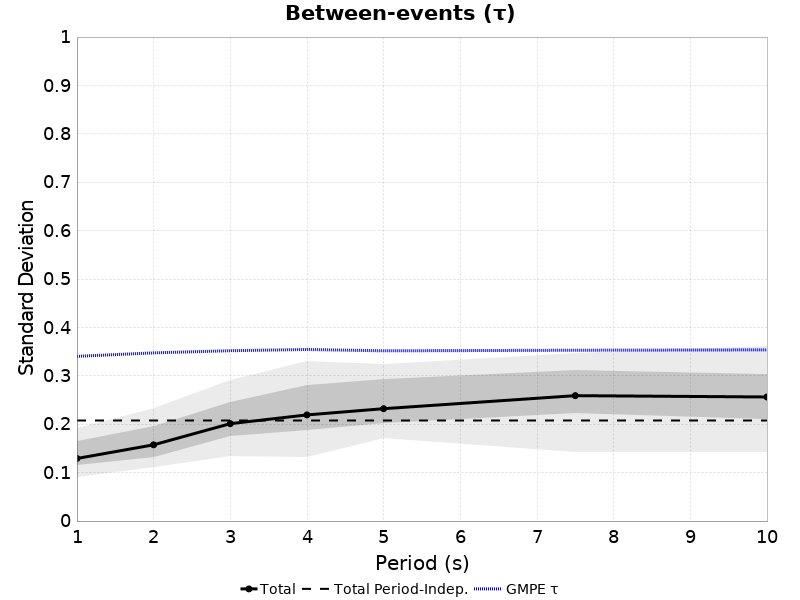 Between-events (τ)
1
0.9
0.8
0.7
0.6
0.5
0.4
0.3
0.2
0.1
0
Standard Deviation
1 2 3 4 5 6 7 8 9 10
Period (s)
Total Total Period-Indep. GMPE τ